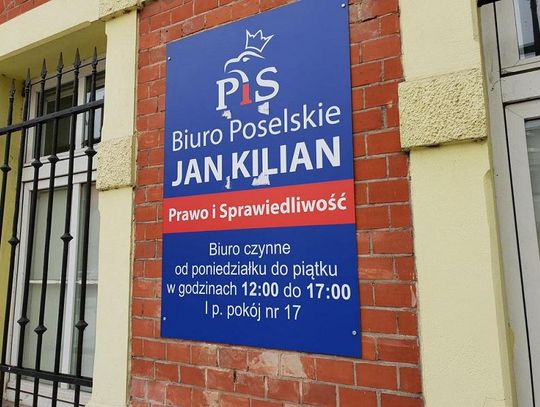 PiS
Biuro Poselskie
JAN KILIAN
Prawo i Sprawiedliwość
Biuro czynne
od poniedziałku do piątku
w godzinach 12:00 do 17:00
I p. pokój nr 17